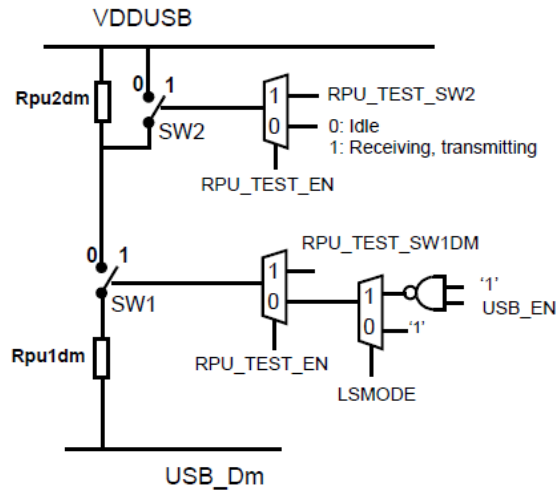 VDDUSB
Rpu2dm
0 1
SW2
1
0
RPU_TEST_SW2
0: Idle
1: Receiving, transmitting
RPU_TEST_EN
0 1
SW1
1
0
RPU_TEST_SW1DM
1
0
'1'
USB_EN
'1'
Rpu1dm
RPU_TEST_EN
LSMODE
USB_Dm